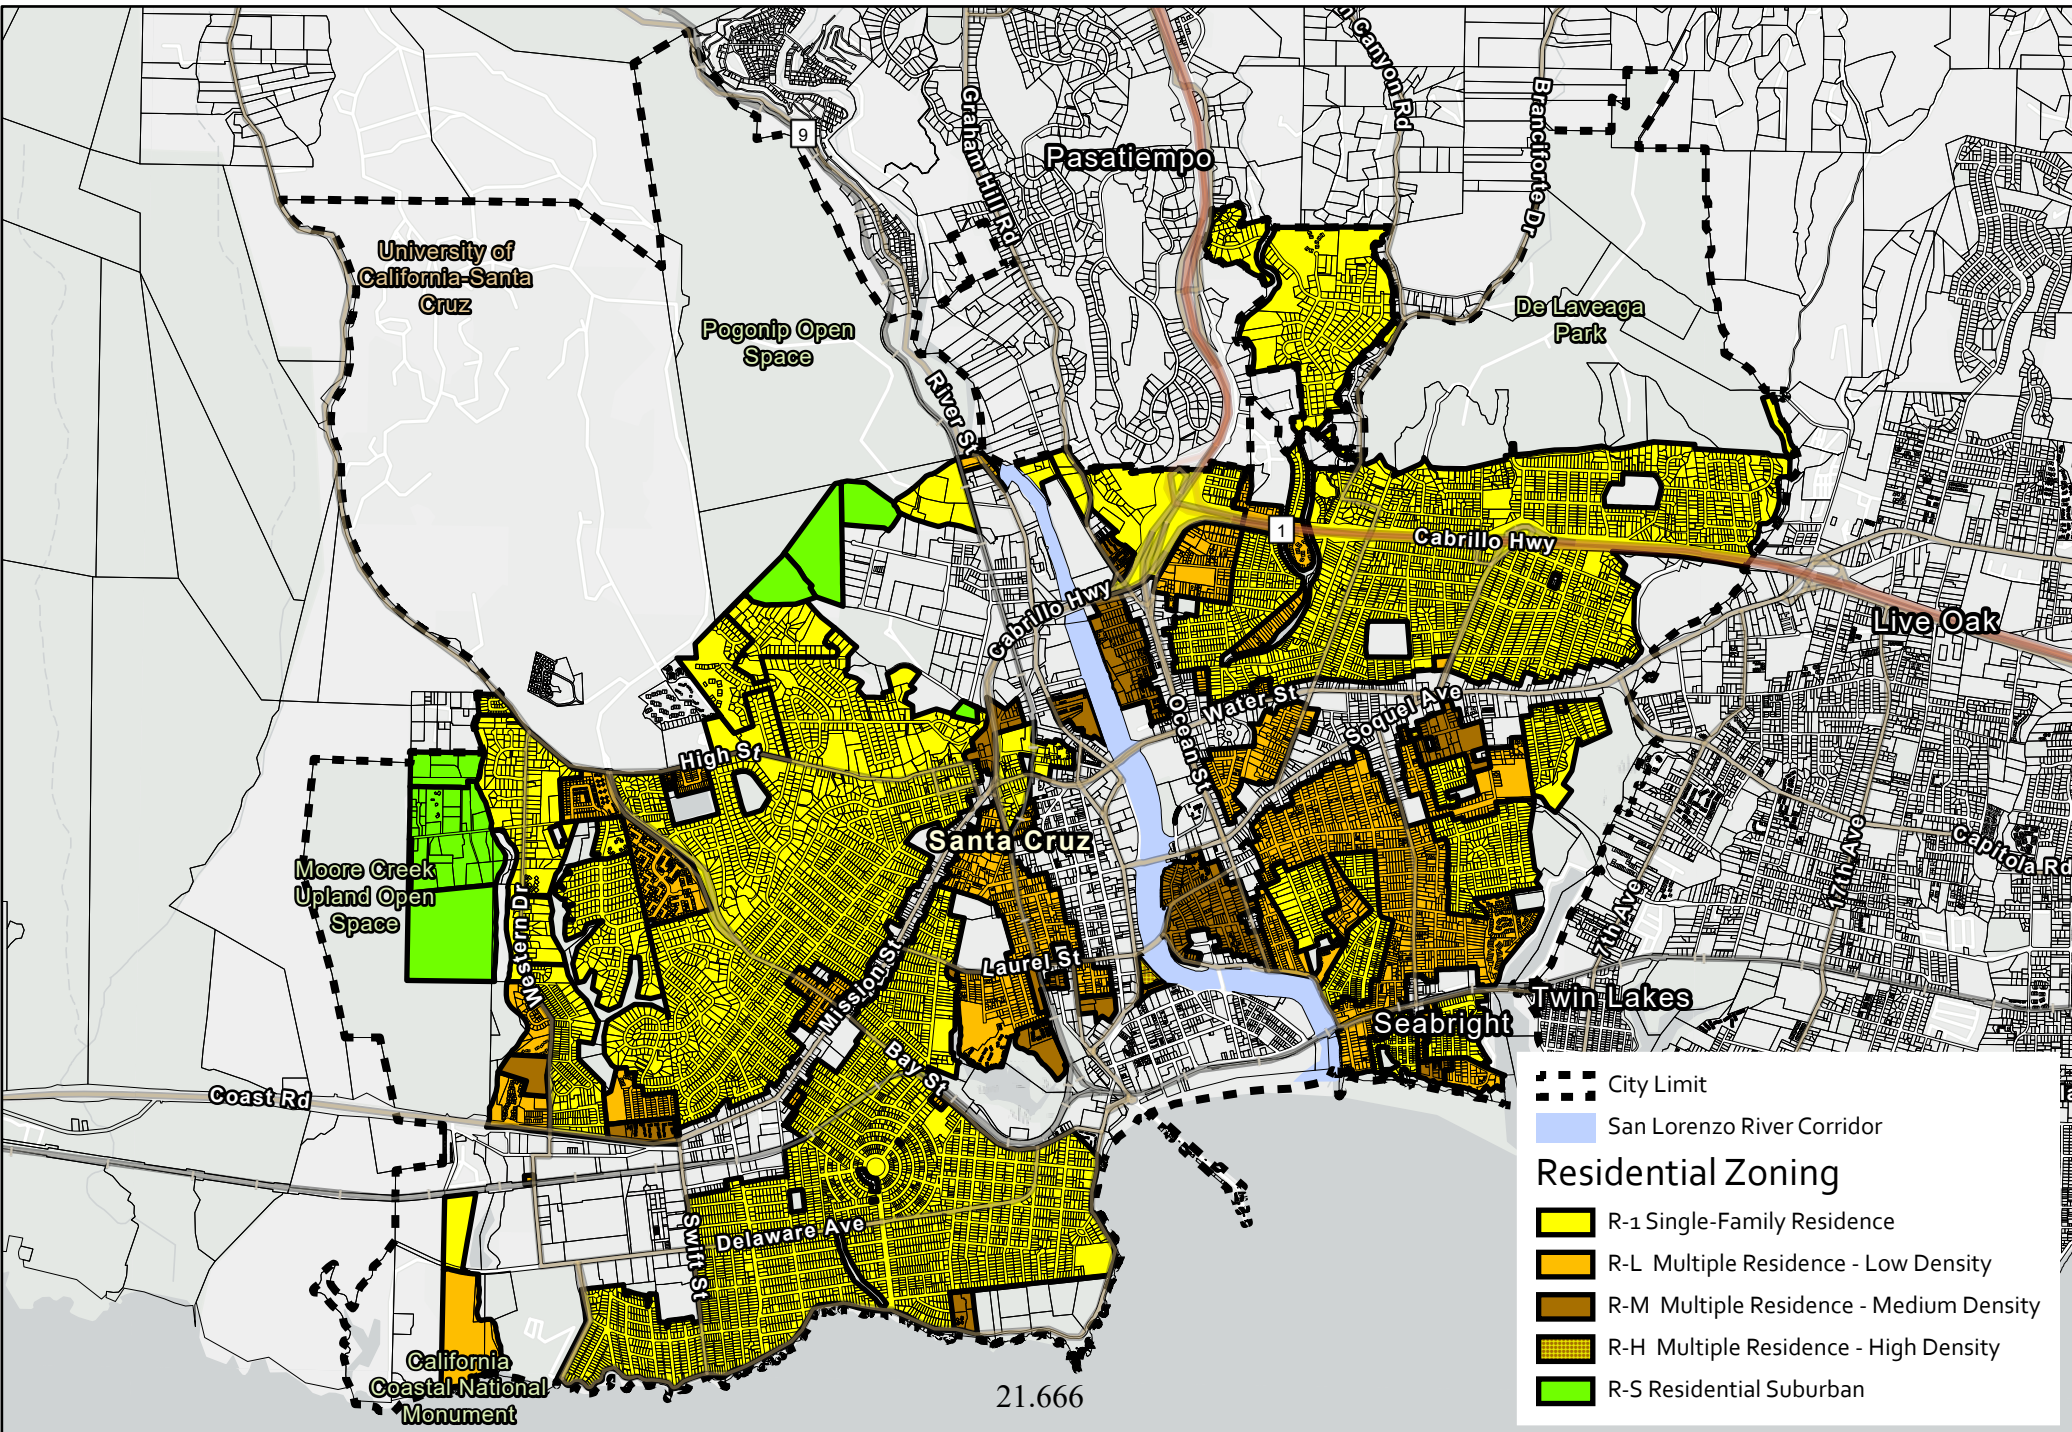 n Canyon Rd
Graham Hill Rd
Branciforte Dr
9
Pasatiempo
University of
California-Santa
Cruz
Pogonip Open
Space
De Laveaga
Park
River St
1
Cabrillo Hwy
Cabrillo Hwy
Live Oak
Ocean St
Water St
Soquel Ave
High St
Santa Cruz
17th Ave
Capitola Rd
Moore Creek
Upland Open
Space
Western Dr
7th Ave
Mission St
Laurel St
Twin Lakes
Seabright
Bay St
Coast Rd
Swift St
Delaware Ave
California
Coastal National
Monument
21.666
City Limit
San Lorenzo River Corridor
Residential Zoning
R-1 Single-Family Residence
R-L Multiple Residence - Low Density
R-M Multiple Residence - Medium Density
R-H Multiple Residence - High Density
R-S Residential Suburban